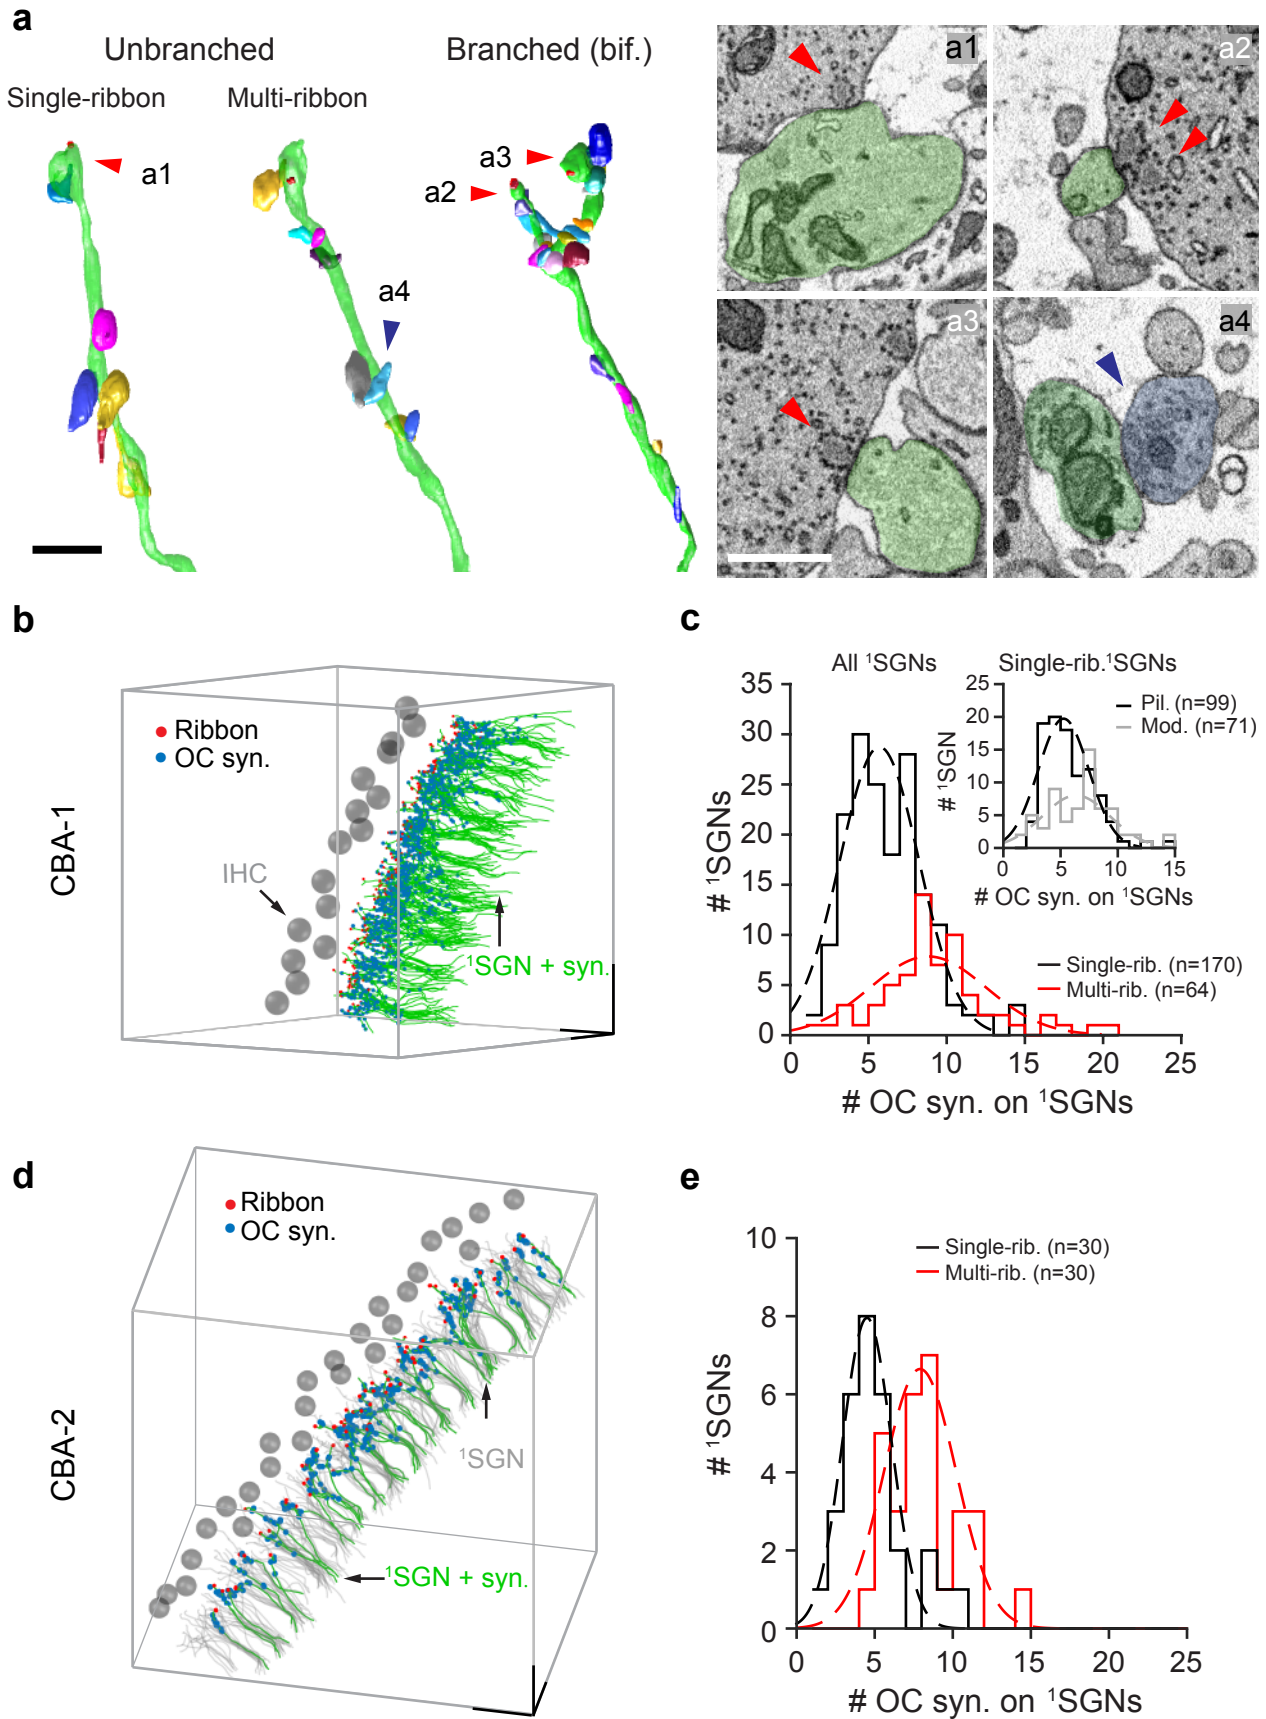 a
Unbranched
Branched (bif.)
Single-ribbon
Multi-ribbon
a1
a3
a2
a4
a1
a2
a3
a4
b
CBA-1
Ribbon
OC syn.
IHC
¹SGN + syn.
c
All ¹SGNs
Single-rib.¹SGNs
# ¹SGNs
35
30
25
20
15
10
5
0
0 5 10 15 20 25
# OC syn. on ¹SGNs
# ¹SGN
25
20
15
10
5
0
0 5 10 15
# OC syn. on ¹SGNs
Pil. (n=99)
Mod. (n=71)
Single-rib. (n=170)
Multi-rib. (n=64)
d
CBA-2
Ribbon
OC syn.
¹SGN
¹SGN + syn.
e
# ¹SGNs
10
8
6
4
2
0
0 5 10 15 20 25
# OC syn. on ¹SGNs
Single-rib. (n=30)
Multi-rib. (n=30)